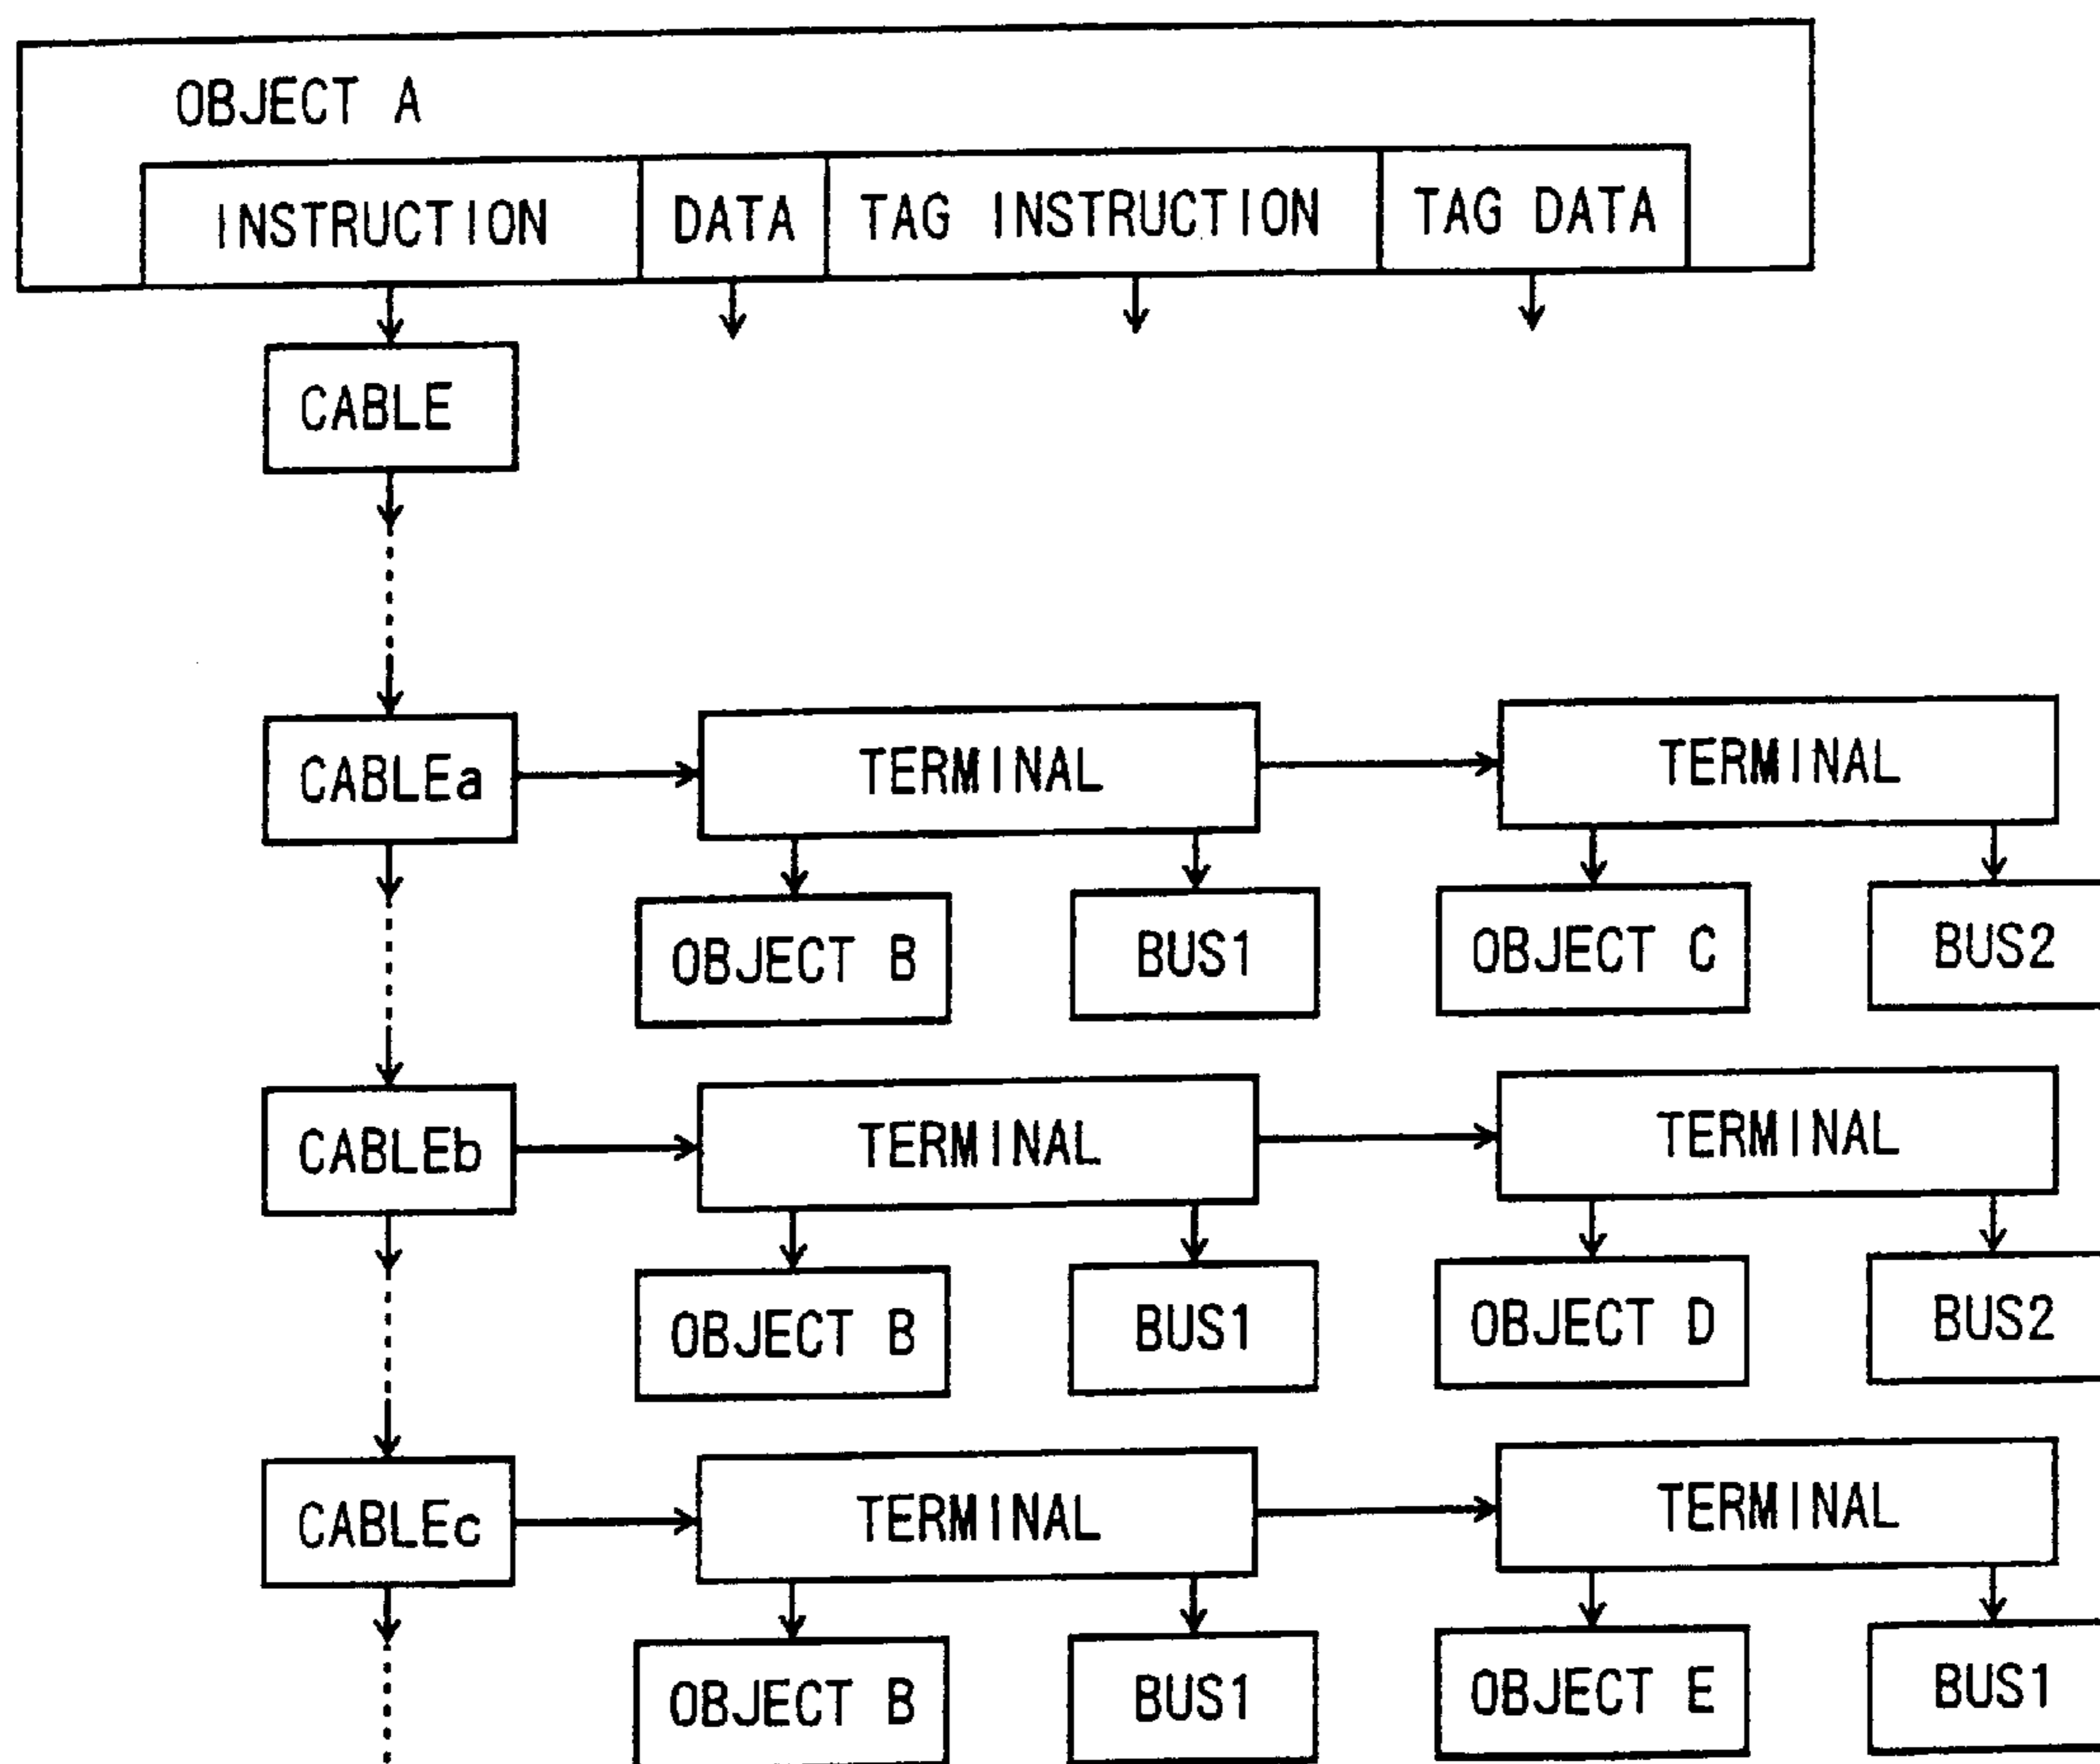 OBJECT A
INSTRUCTION DATA TAG INSTRUCTION TAG DATA
CABLE
CABLEa TERMINAL TERMINAL
OBJECT B BUS1 OBJECT C BUS2
CABLEb TERMINAL TERMINAL
OBJECT B BUS1 OBJECT D BUS2
CABLEc TERMINAL TERMINAL
OBJECT B BUS1 OBJECT E BUS1